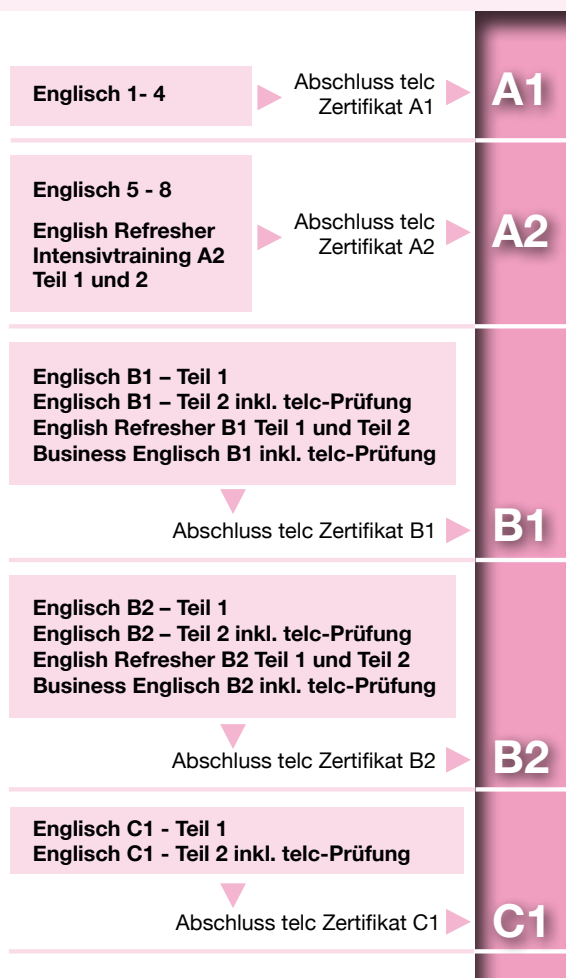 Englisch 1- 4
Abschluss telc
Zertifikat A1
A1
Englisch 5 - 8
English Refresher
Intensivtraining A2
Teil 1 und 2
Abschluss telc
Zertifikat A2
A2
Englisch B1 – Teil 1
Englisch B1 – Teil 2 inkl. telc-Prüfung
English Refresher B1 Teil 1 und Teil 2
Business Englisch B1 inkl. telc-Prüfung
Abschluss telc Zertifikat B1
B1
Englisch B2 – Teil 1
Englisch B2 – Teil 2 inkl. telc-Prüfung
English Refresher B2 Teil 1 und Teil 2
Business Englisch B2 inkl. telc-Prüfung
Abschluss telc Zertifikat B2
B2
Englisch C1 - Teil 1
Englisch C1 - Teil 2 inkl. telc-Prüfung
Abschluss telc Zertifikat C1
C1